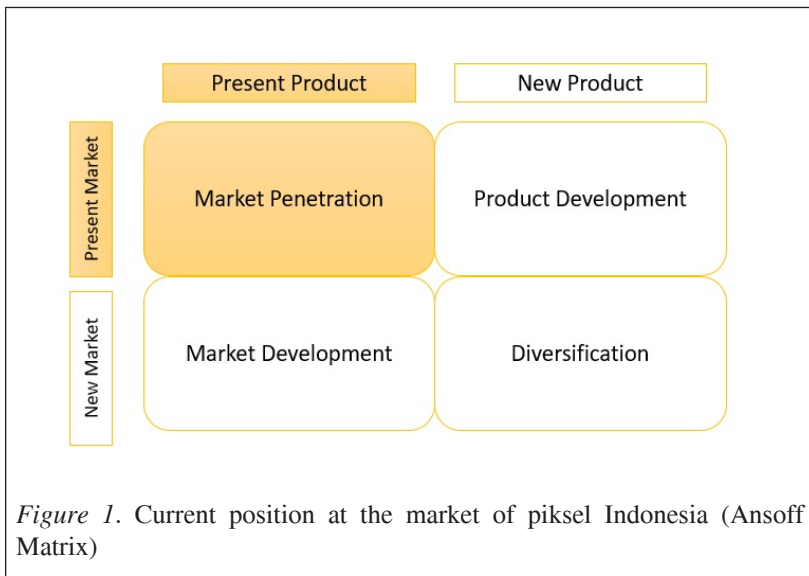 Present Product
New Product
Present Market
Market Penetration
Product Development
New Market
Market Development
Diversification
Figure 1. Current position at the market of piksel Indonesia (Ansoff
Matrix)